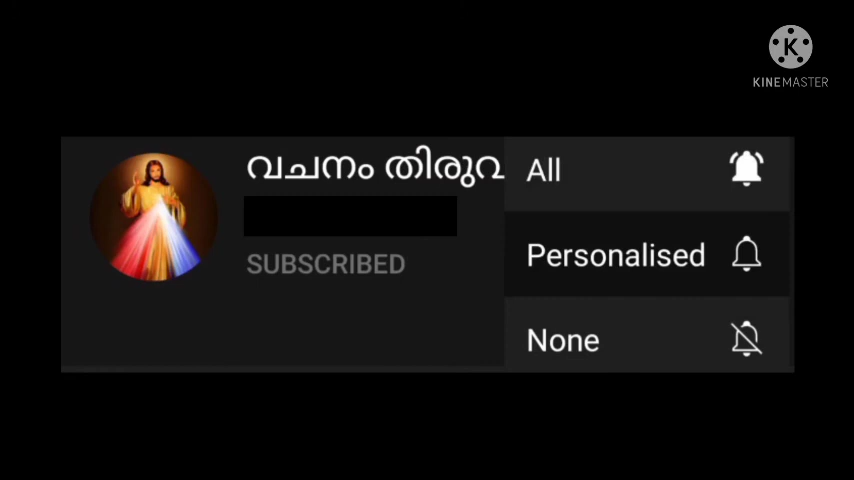 KINEMASTER
വചനം
All
SUBSCRIBED
Personalised
None